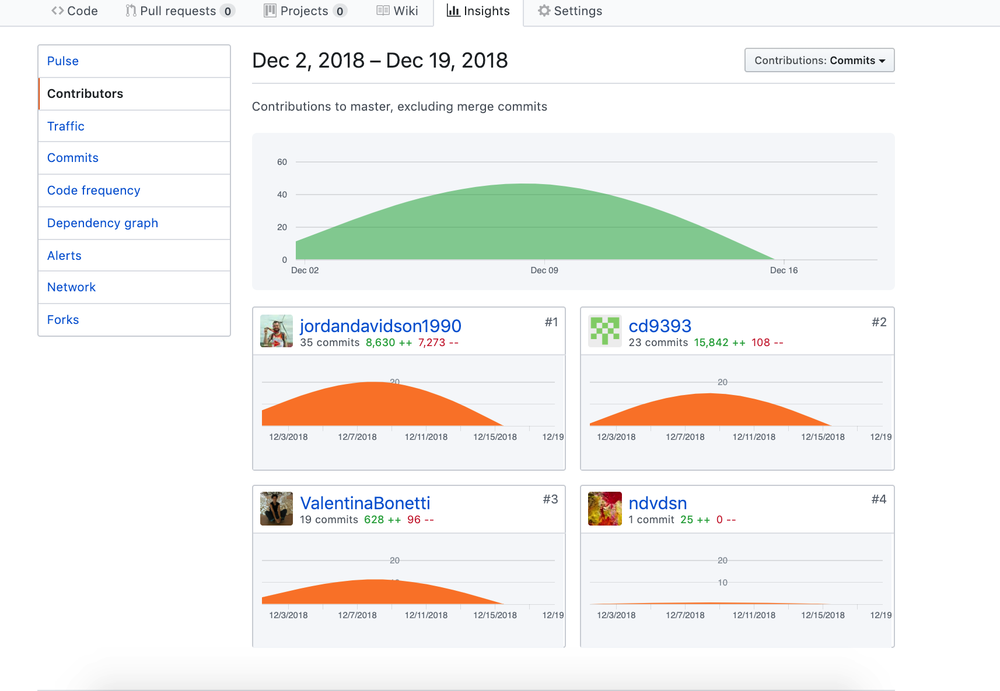 Code Pull requests 0 Projects 0 Wiki Insights Settings
Pulse
Contributors
Traffic
Commits
Code frequency
Dependency graph
Alerts
Network
Forks
Dec 2, 2018 – Dec 19, 2018
Contributions: Commits
Contributions to master, excluding merge commits
60
40
20
0
Dec 02 Dec 09 Dec 16
jordandavidson1990 #1
35 commits 8,630 ++ 7,273 --
20
12/3/2018 12/7/2018 12/11/2018 12/15/2018 12/19
cd9393 #2
23 commits 15,842 ++ 108 --
20
12/3/2018 12/7/2018 12/11/2018 12/15/2018 12/19
ValentinaBonetti #3
19 commits 628 ++ 96 --
20
12/3/2018 12/7/2018 12/11/2018 12/15/2018 12/19
ndvdsn #4
1 commit 25 ++ 0 --
20
10
12/3/2018 12/7/2018 12/11/2018 12/15/2018 12/19